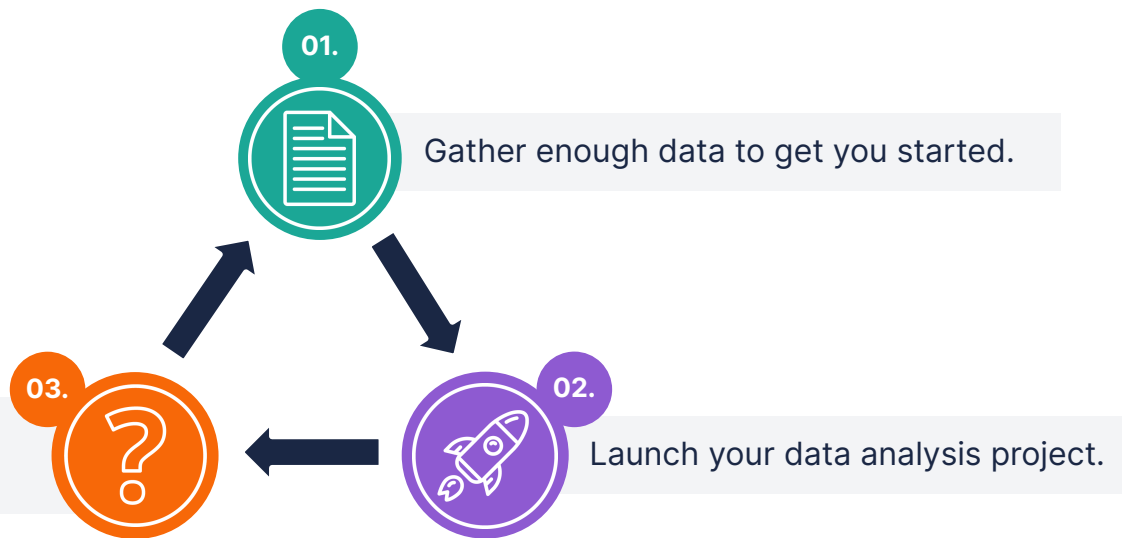 01.
Gather enough data to get you started.
03.
02.
Launch your data analysis project.